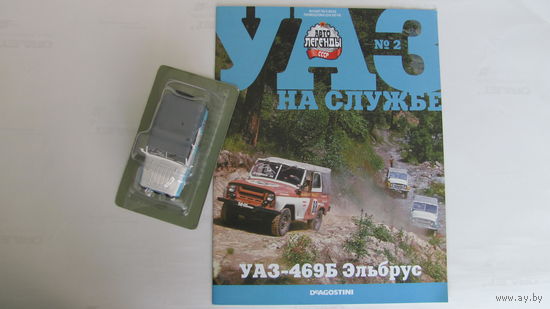 УАЗ
№ 2
АВТО
ЛЕГЕНДЫ
СССР
НА СЛУЖБЕ
УАЗ-469Б Эльбрус
DeAGOSTINI
www.ay.by